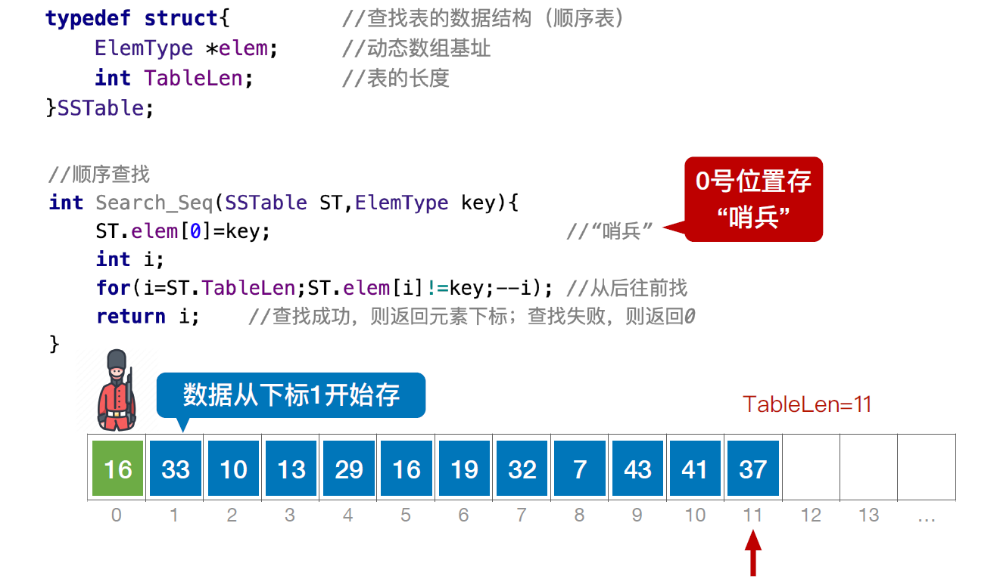 typedef struct{ //查找表的数据结构（顺序表）
ElemType *elem; //动态数组基址
int TableLen; //表的长度
}SSTable;
//顺序查找
int Search_Seq(SSTable ST,ElemType key){
ST.elem[0]=key; //“哨兵”
int i;
for(i=ST.TableLen;ST.elem[i]!=key;--i); //从后往前找
return i; //查找成功，则返回元素下标；查找失败，则返回0
}
0号位置存
“哨兵”
数据从下标1开始存
TableLen=11
16 33 10 13 29 16 19 32 7 43 41 37
0 1 2 3 4 5 6 7 8 9 10 11 12 13 ...